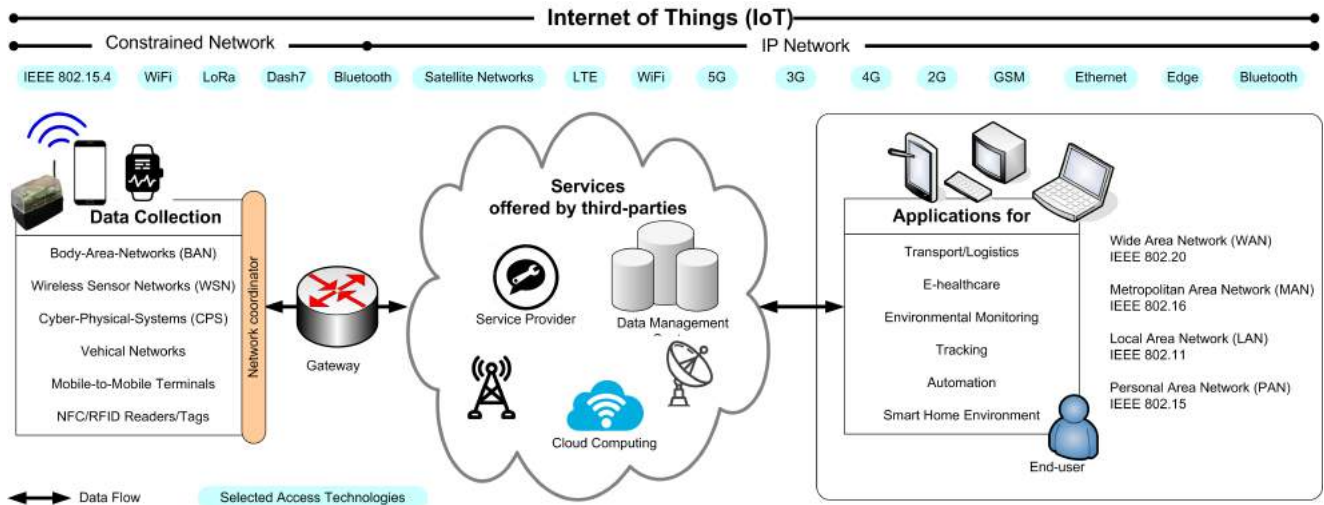 Internet of Things (IoT)
Constrained Network
IP Network
IEEE 802.15.4
WiFi
LoRa
Dash7
Bluetooth
Satellite Networks
LTE
WiFi
5G
3G
4G
2G
GSM
Ethernet
Edge
Bluetooth
Data Collection
Body-Area-Networks (BAN)
Wireless Sensor Networks (WSN)
Cyber-Physical-Systems (CPS)
Vehical Networks
Mobile-to-Mobile Terminals
NFC/RFID Readers/Tags
Network coordinator
Gateway
Services
offered by third-parties
Service Provider
Data Management
Cloud Computing
Applications for
Transport/Logistics
E-healthcare
Environmental Monitoring
Tracking
Automation
Smart Home Environment
End-user
Wide Area Network (WAN)
IEEE 802.20
Metropolitan Area Network (MAN)
IEEE 802.16
Local Area Network (LAN)
IEEE 802.11
Personal Area Network (PAN)
IEEE 802.15
Data Flow
Selected Access Technologies